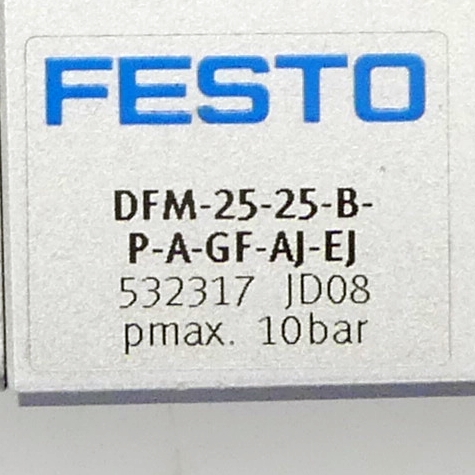 FESTO
DFM-25-25-B-
P-A-GF-AJ-EJ
532317 JD08
pmax. 10bar